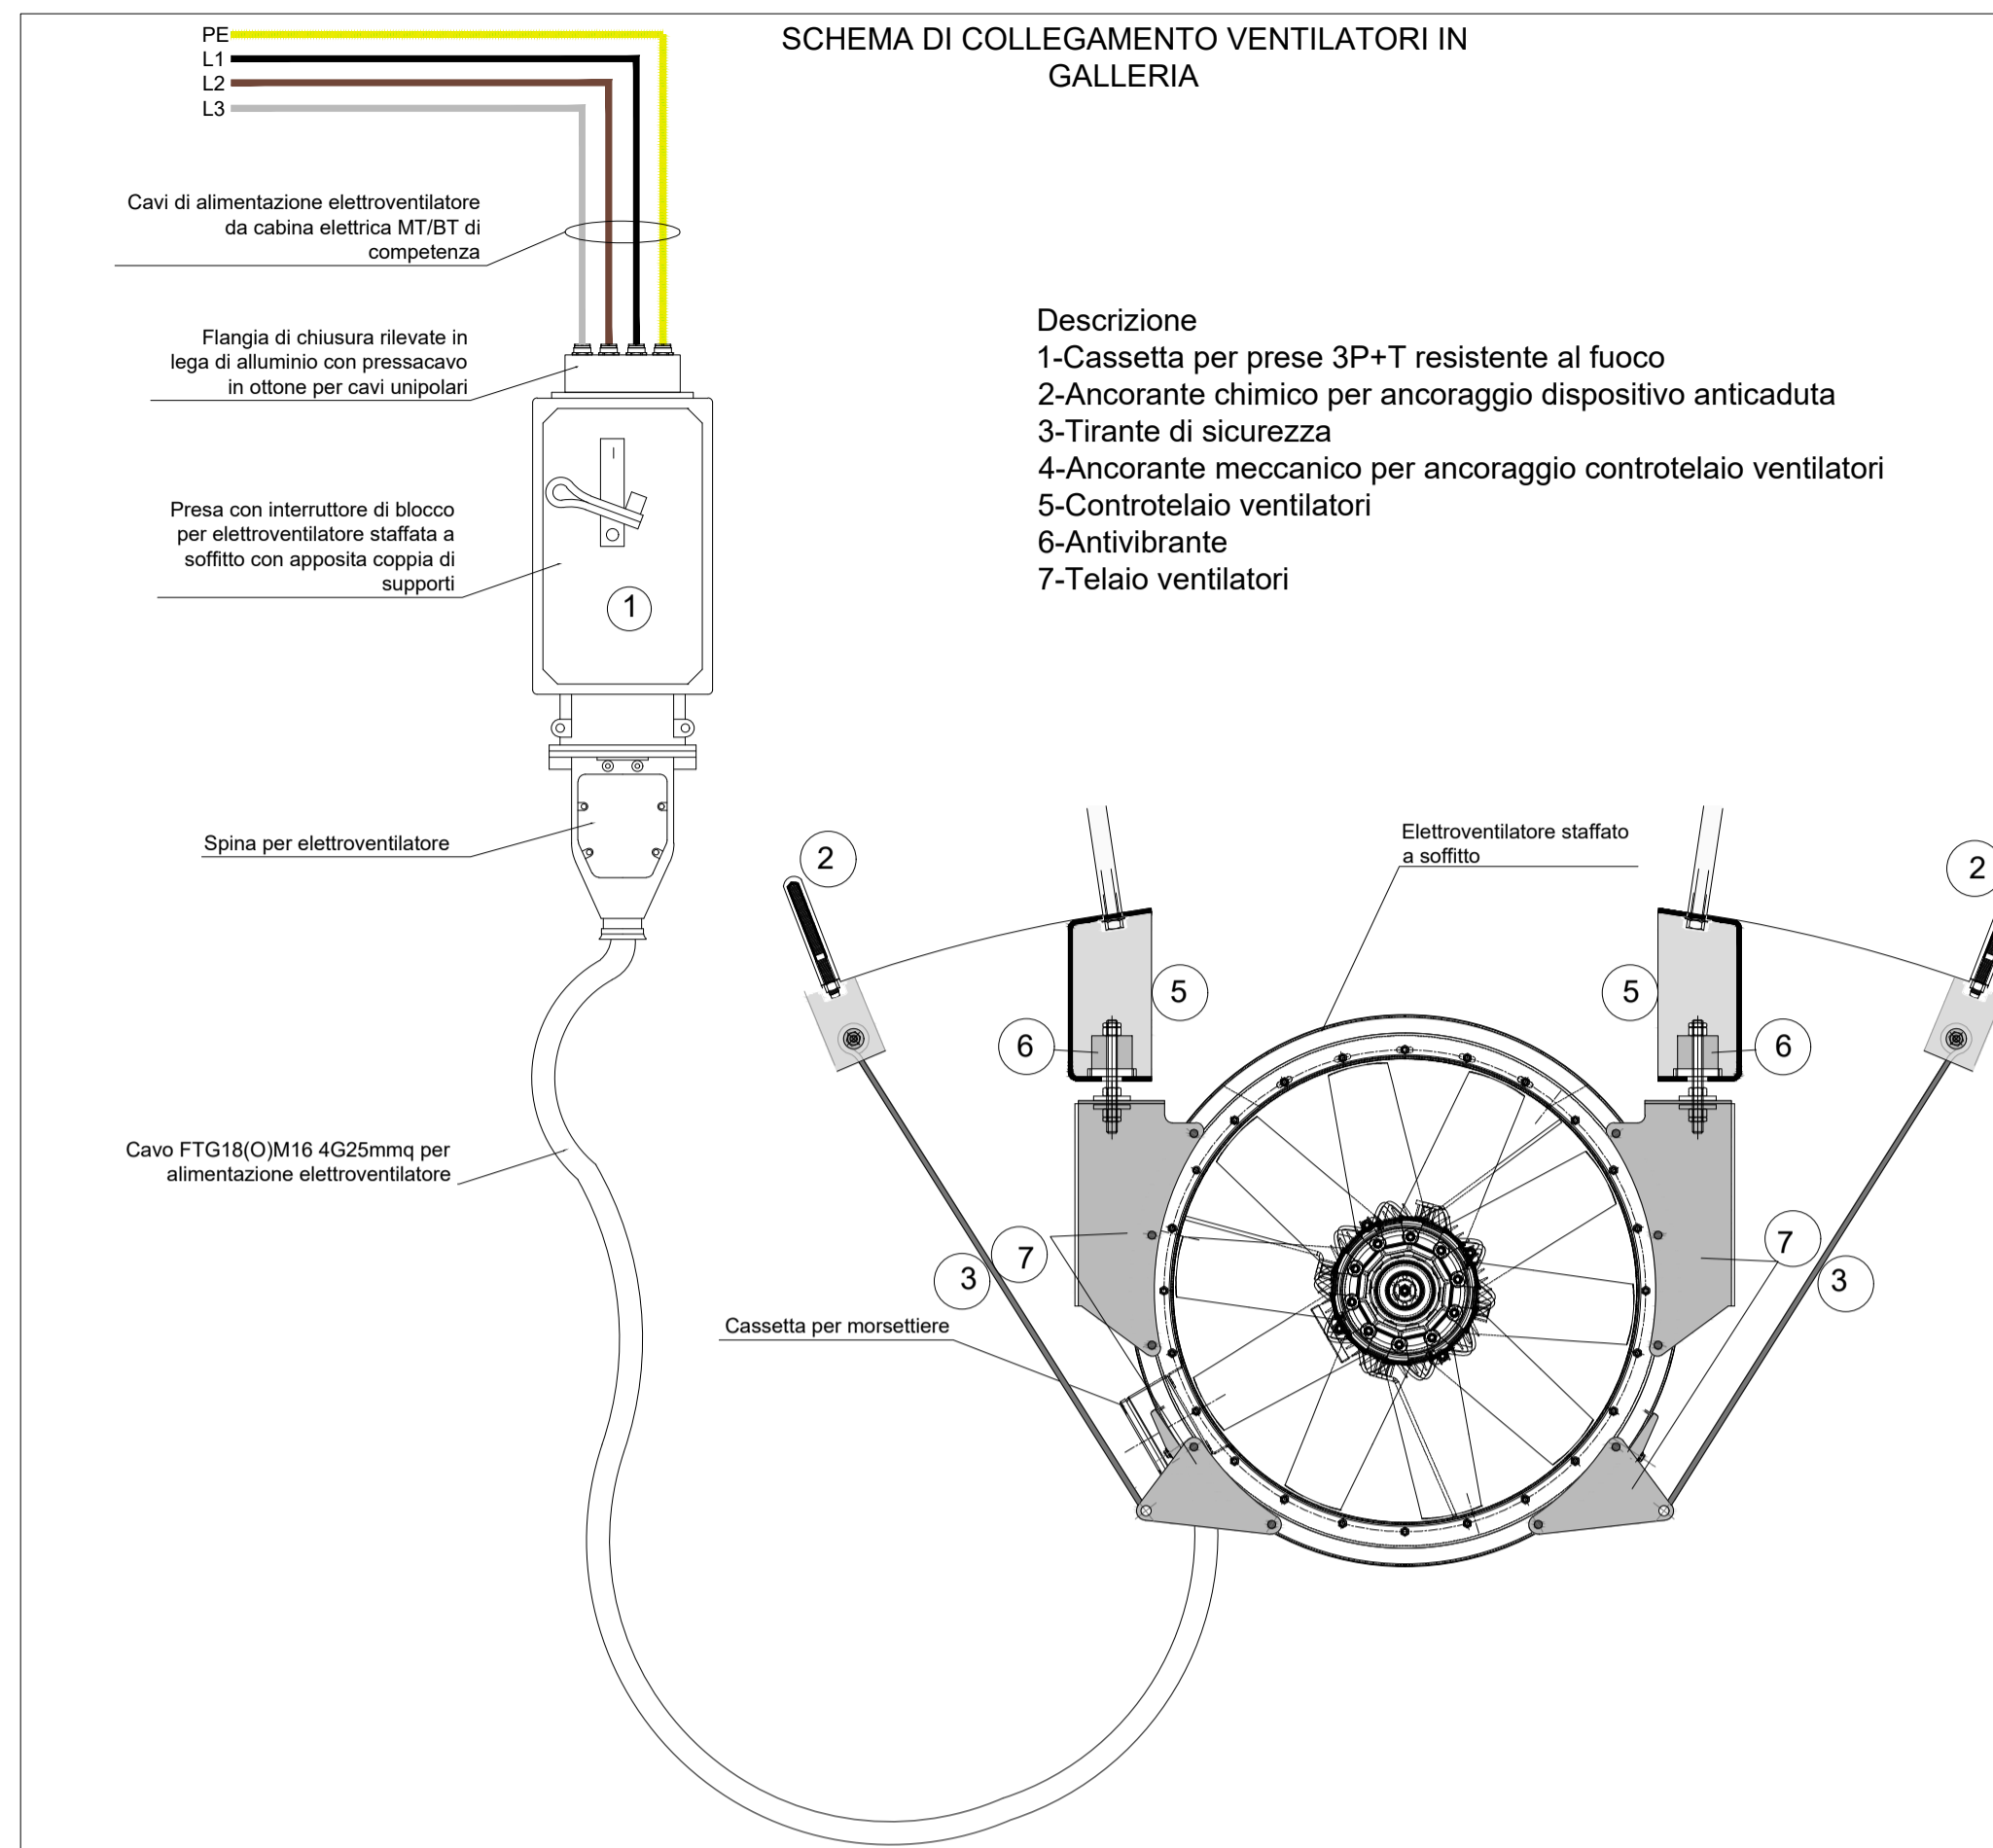 SCHEMA DI COLLEGAMENTO VENTILATORI IN
GALLERIA
PE
L1
L2
L3
Cavi di alimentazione elettroventilatore
da cabina elettrica MT/BT di
competenza
Flangia di chiusura rilevate in
lega di alluminio con pressacavo
in ottone per cavi unipolari
Descrizione
1-Cassetta per prese 3P+T resistente al fuoco
2-Ancorante chimico per ancoraggio dispositivo anticaduta
3-Tirante di sicurezza
4-Ancorante meccanico per ancoraggio controtelaio ventilatori
5-Controtelaio ventilatori
6-Antivibrante
7-Telaio ventilatori
Presa con interruttore di blocco
per elettroventilatore staffata a
soffitto con apposita coppia di
supporti
1
Spina per elettroventilatore
Elettroventilatore staffato
a soffitto
2
2
5
5
6
6
Cavo FTG18(O)M16 4G25mmq per
alimentazione elettroventilatore
7
7
3
3
Cassetta per morsettiere